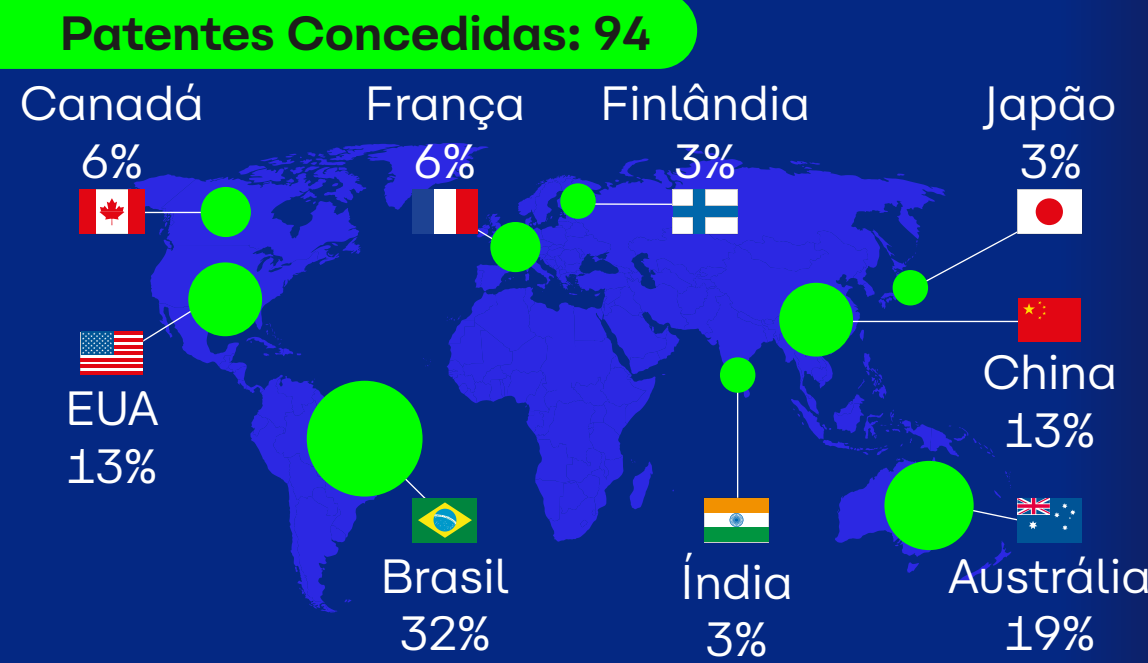 Patentes Concedidas: 94
Canadá
6%
França
6%
Finlândia
3%
Japão
3%
EUA
13%
China
13%
Brasil
32%
Índia
3%
Austrália
19%